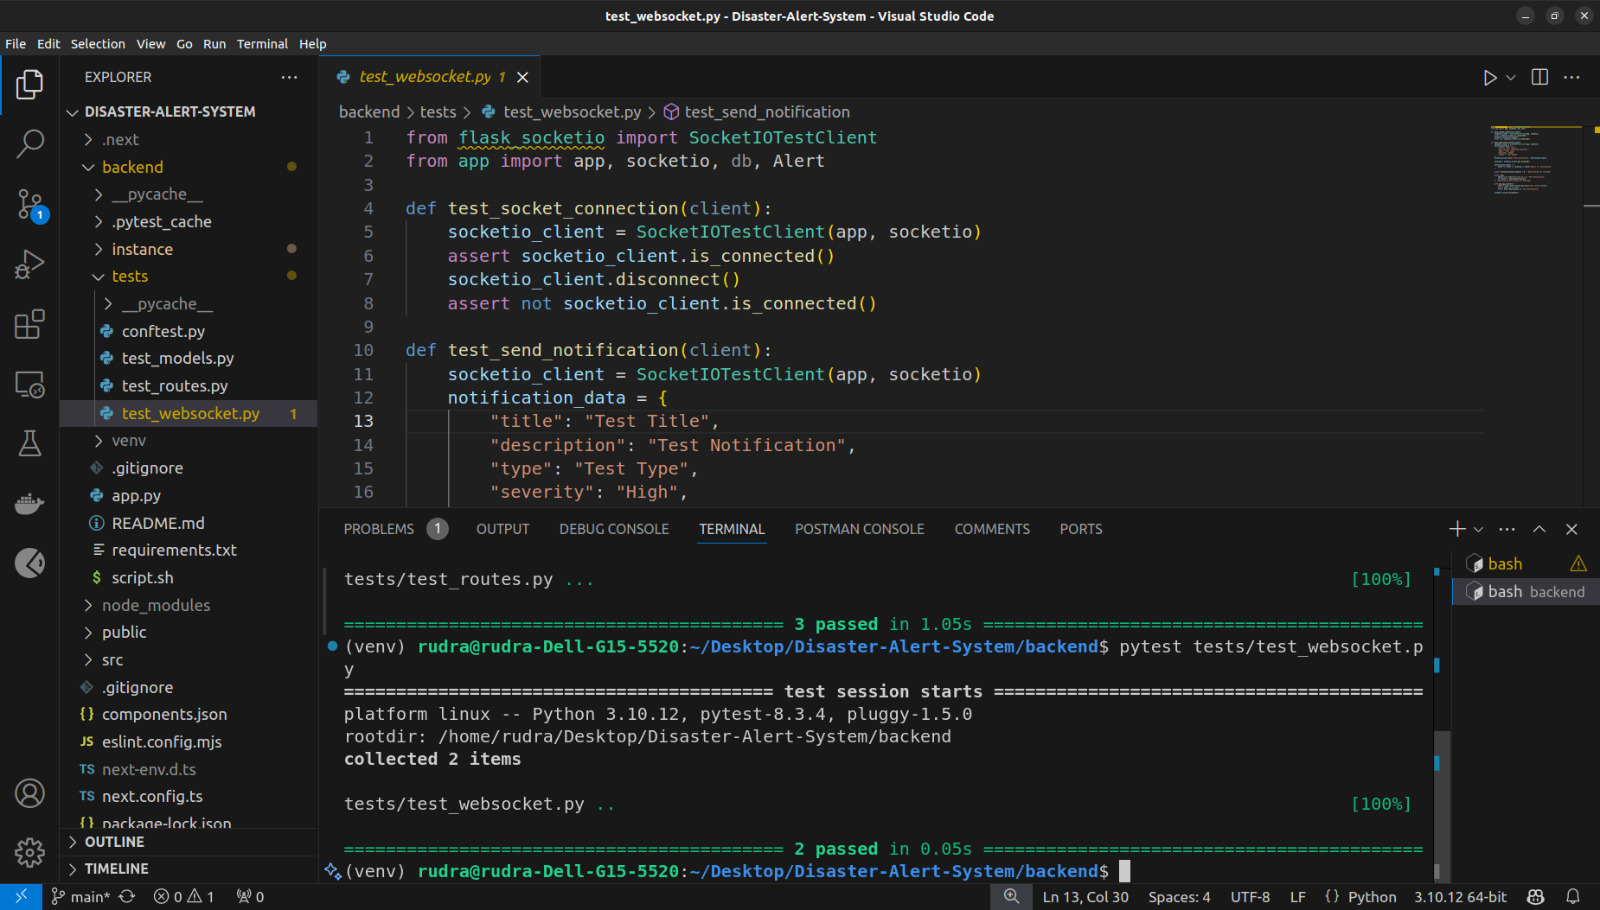 test_websocket.py - Disaster-Alert-System - Visual Studio Code
File Edit Selection View Go Run Terminal Help
EXPLORER
DISASTER-ALERT-SYSTEM
.next
backend
__pycache__
.pytest_cache
instance
tests
__pycache__
conftest.py
test_models.py
test_routes.py
test_websocket.py 1
venv
.gitignore
app.py
README.md
requirements.txt
$ script.sh
node_modules
public
src
.gitignore
{} components.json
JS eslint.config.mjs
TS next-env.d.ts
TS next.config.ts
{} package-lock.json
OUTLINE
TIMELINE
1
test_websocket.py 1
backend > tests > test_websocket.py > test_send_notification
1 from flask_socketio import SocketIOTestClient
2 from app import app, socketio, db, Alert
3
4 def test_socket_connection(client):
5 socketio_client = SocketIOTestClient(app, socketio)
6 assert socketio_client.is_connected()
7 socketio_client.disconnect()
8 assert not socketio_client.is_connected()
9
10 def test_send_notification(client):
11 socketio_client = SocketIOTestClient(app, socketio)
12 notification_data = {
13 "title": "Test Title",
14 "description": "Test Notification",
15 "type": "Test Type",
16 "severity": "High",
PROBLEMS 1 OUTPUT DEBUG CONSOLE TERMINAL POSTMAN CONSOLE COMMENTS PORTS
bash
bash backend
tests/test_routes.py ... [100%]
========================================== 3 passed in 1.05s ==========================================
(venv) rudra@rudra-Dell-G15-5520:~/Desktop/Disaster-Alert-System/backend$ pytest tests/test_websocket.p
y
========================================= test session starts =========================================
platform linux -- Python 3.10.12, pytest-8.3.4, pluggy-1.5.0
rootdir: /home/rudra/Desktop/Disaster-Alert-System/backend
collected 2 items
tests/test_websocket.py .. [100%]
========================================== 2 passed in 0.05s ==========================================
(venv) rudra@rudra-Dell-G15-5520:~/Desktop/Disaster-Alert-System/backend$
main* 0 1 0 Ln 13, Col 30 Spaces: 4 UTF-8 LF {} Python 3.10.12 64-bit